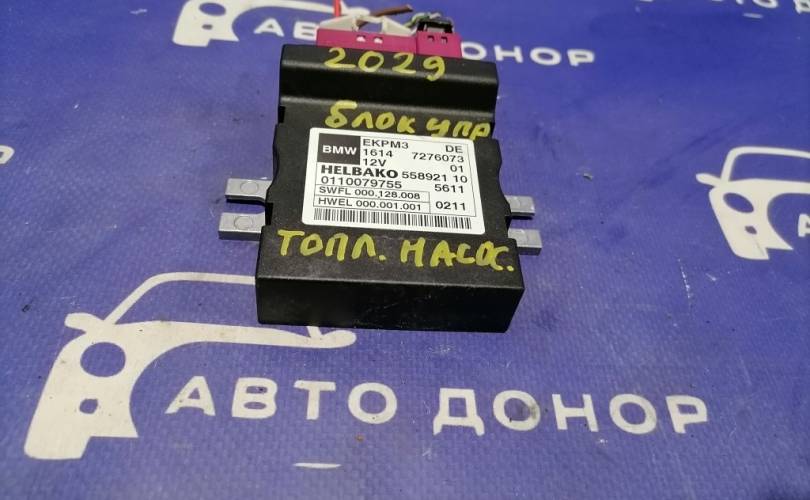 АВТО ДОНОР
2029
БЛОК УПР
BMW EKPM3 DE
1614 7276073
12V 01
HELBAKO 558921 10
0110079755 5611
SWFL 000.128.008
HWEL 000.001.001 0211
ТОПЛ. НАСОС.
АВТО ДОНОР